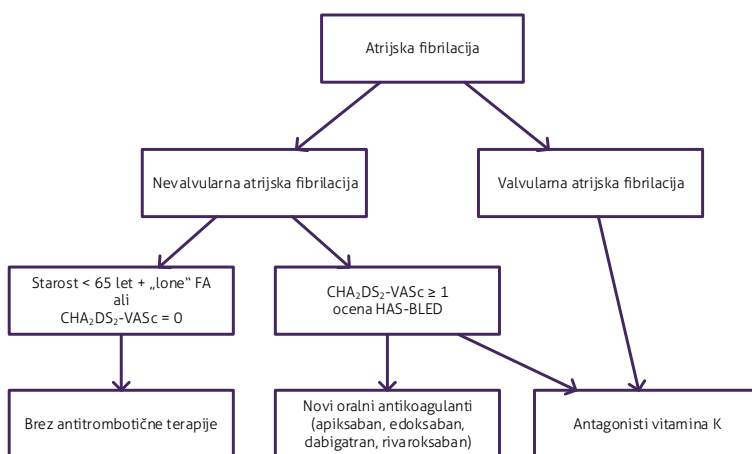 Atrijska fibrilacija
Nevalvularna atrijska fibrilacija
Valvularna atrijska fibrilacija
Starost < 65 let + „lone“ FA
ali
CHA₂DS₂-VASc = 0
CHA₂DS₂-VASc ≥ 1
ocena HAS-BLED
Brez antitrombotične terapije
Novi oralni antikoagulanti
(apiksaban, edoksaban,
dabigatran, rivaroksaban)
Antagonisti vitamina K